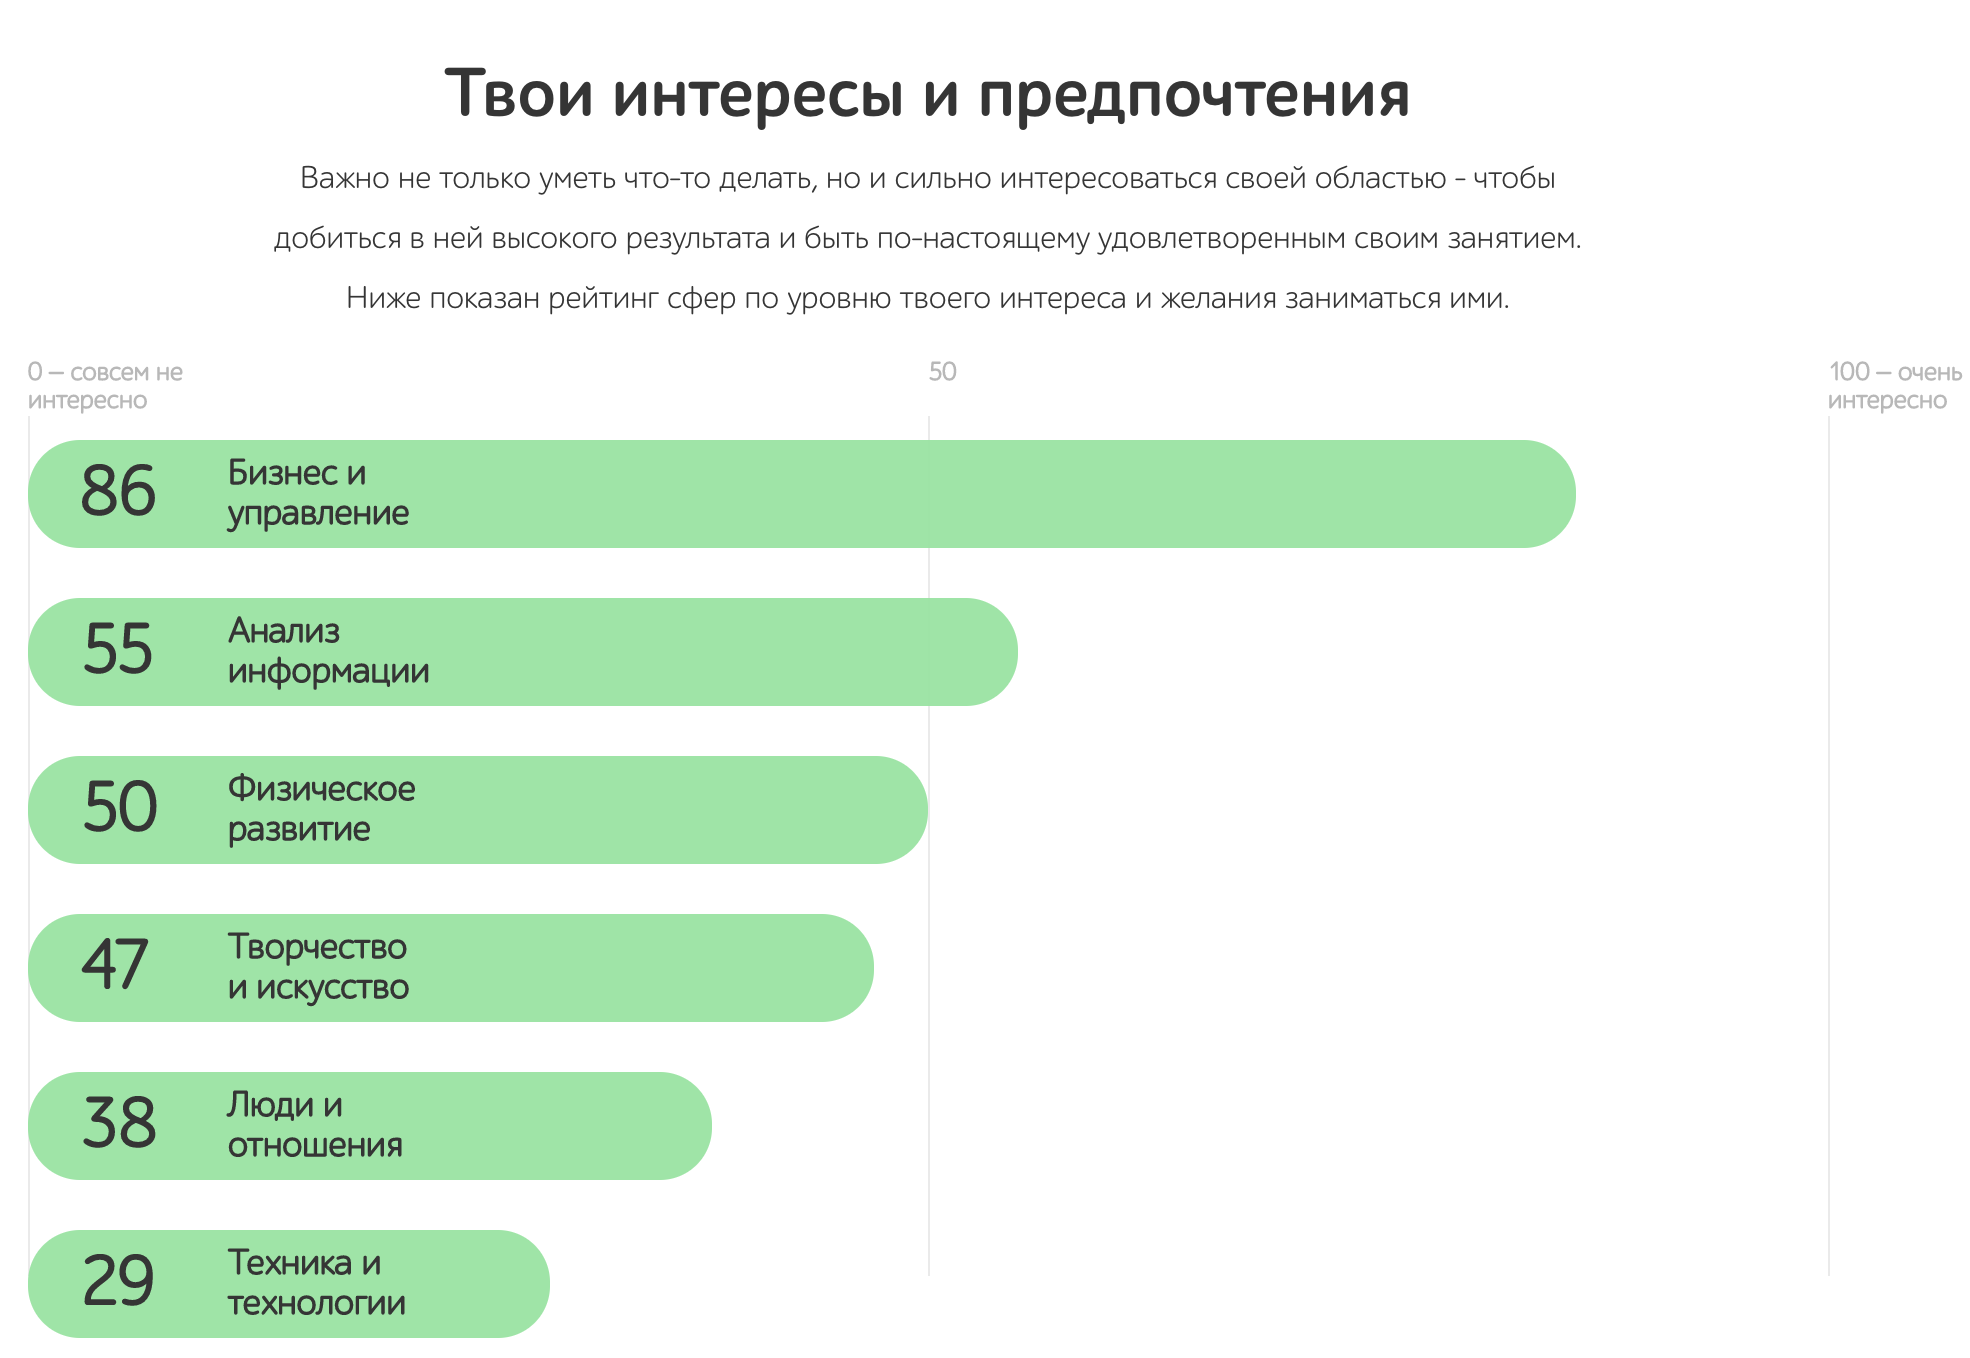 Твои интересы и предпочтения
Важно не только уметь что-то делать, но и сильно интересоваться своей областью - чтобы
добиться в ней высокого результата и быть по-настоящему удовлетворенным своим занятием.
Ниже показан рейтинг сфер по уровню твоего интереса и желания заниматься ими.
0 – совсем не
интересно
50
100 – очень
интересно
86
Бизнес и
управление
55
Анализ
информации
50
Физическое
развитие
47
Творчество
и искусство
38
Люди и
отношения
29
Техника и
технологии